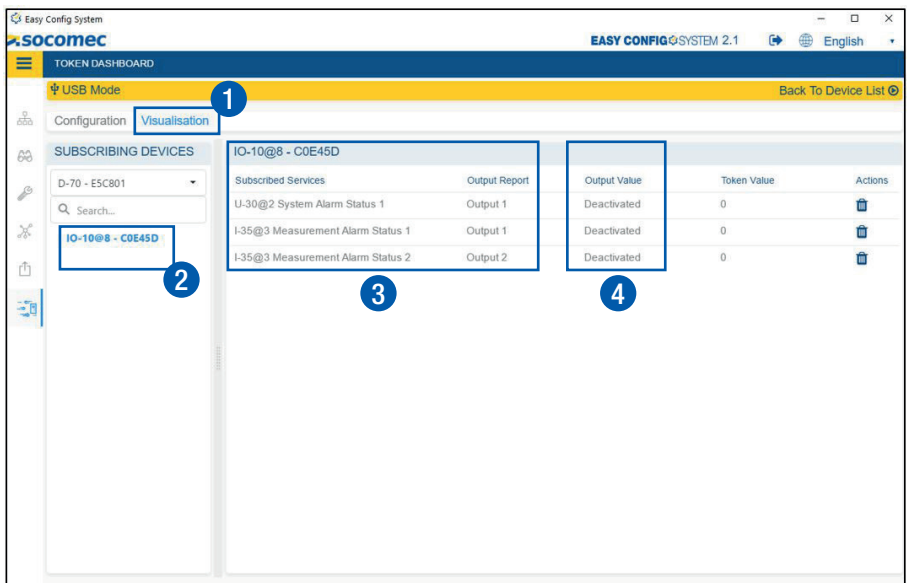 Easy Config System
socomec
EASY CONFIG SYSTEM 2.1
English
TOKEN DASHBOARD
USB Mode
Back To Device List
1
Configuration
Visualisation
SUBSCRIBING DEVICES
D-70 - E5C801
Search...
IO-10@8 - C0E45D
2
IO-10@8 - C0E45D
Subscribed Services Output Report Output Value Token Value Actions
U-30@2 System Alarm Status 1 Output 1 Deactivated 0
I-35@3 Measurement Alarm Status 1 Output 1 Deactivated 0
I-35@3 Measurement Alarm Status 2 Output 2 Deactivated 0
3
4